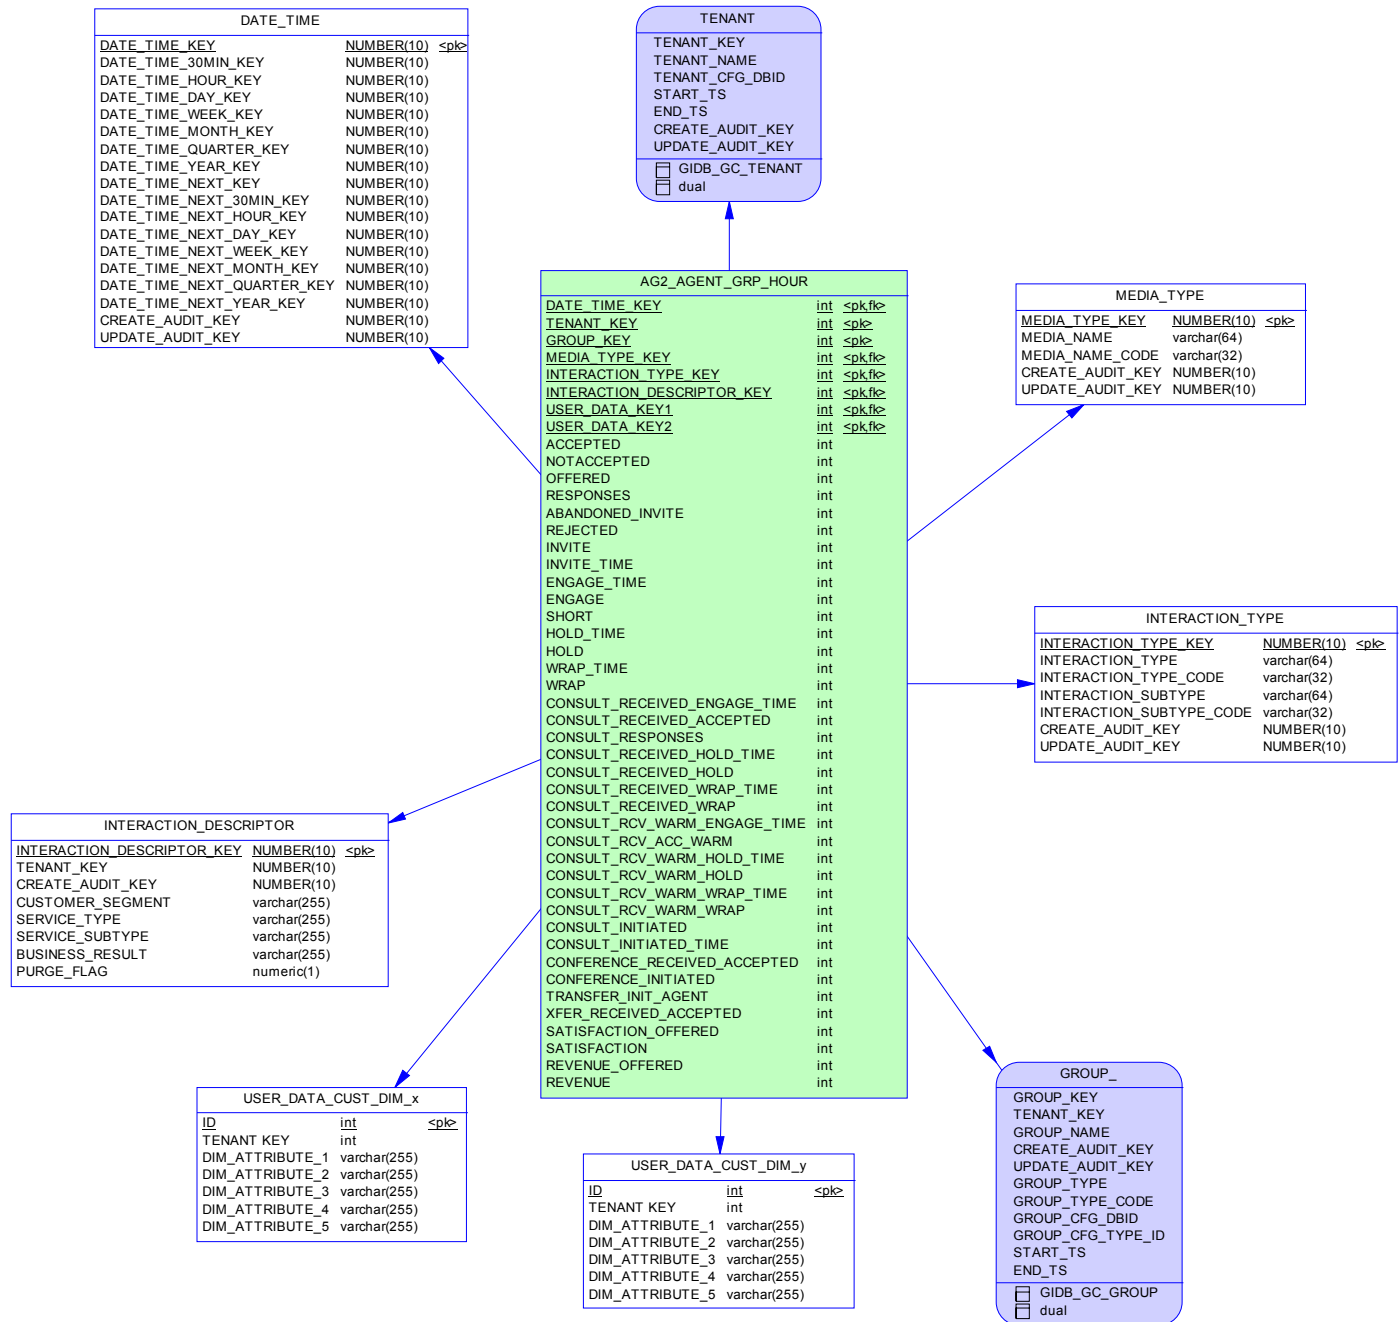 DATE_TIME
DATE_TIME_KEY NUMBER(10) <pk>
DATE_TIME_30MIN_KEY NUMBER(10)
DATE_TIME_HOUR_KEY NUMBER(10)
DATE_TIME_DAY_KEY NUMBER(10)
DATE_TIME_WEEK_KEY NUMBER(10)
DATE_TIME_MONTH_KEY NUMBER(10)
DATE_TIME_QUARTER_KEY NUMBER(10)
DATE_TIME_YEAR_KEY NUMBER(10)
DATE_TIME_NEXT_KEY NUMBER(10)
DATE_TIME_NEXT_30MIN_KEY NUMBER(10)
DATE_TIME_NEXT_HOUR_KEY NUMBER(10)
DATE_TIME_NEXT_DAY_KEY NUMBER(10)
DATE_TIME_NEXT_WEEK_KEY NUMBER(10)
DATE_TIME_NEXT_MONTH_KEY NUMBER(10)
DATE_TIME_NEXT_QUARTER_KEY NUMBER(10)
DATE_TIME_NEXT_YEAR_KEY NUMBER(10)
CREATE_AUDIT_KEY NUMBER(10)
UPDATE_AUDIT_KEY NUMBER(10)
TENANT
TENANT_KEY
TENANT_NAME
TENANT_CFG_DBID
START_TS
END_TS
CREATE_AUDIT_KEY
UPDATE_AUDIT_KEY
GIDB_GC_TENANT
dual
AG2_AGENT_GRP_HOUR
DATE_TIME_KEY int <pk,fk>
TENANT_KEY int <pk>
GROUP_KEY int <pk>
MEDIA_TYPE_KEY int <pk,fk>
INTERACTION_TYPE_KEY int <pk,fk>
INTERACTION_DESCRIPTOR_KEY int <pk,fk>
USER_DATA_KEY1 int <pk,fk>
USER_DATA_KEY2 int <pk,fk>
ACCEPTED int
NOTACCEPTED int
OFFERED int
RESPONSES int
ABANDONED_INVITE int
REJECTED int
INVITE int
INVITE_TIME int
ENGAGE_TIME int
ENGAGE int
SHORT int
HOLD_TIME int
HOLD int
WRAP_TIME int
WRAP int
CONSULT_RECEIVED_ENGAGE_TIME int
CONSULT_RECEIVED_ACCEPTED int
CONSULT_RESPONSES int
CONSULT_RECEIVED_HOLD_TIME int
CONSULT_RECEIVED_HOLD int
CONSULT_RECEIVED_WRAP_TIME int
CONSULT_RECEIVED_WRAP int
CONSULT_RCV_WARM_ENGAGE_TIME int
CONSULT_RCV_ACC_WARM int
CONSULT_RCV_WARM_HOLD_TIME int
CONSULT_RCV_WARM_HOLD int
CONSULT_RCV_WARM_WRAP_TIME int
CONSULT_RCV_WARM_WRAP int
CONSULT_INITIATED int
CONSULT_INITIATED_TIME int
CONFERENCE_RECEIVED_ACCEPTED int
CONFERENCE_INITIATED int
TRANSFER_INIT_AGENT int
XFER_RECEIVED_ACCEPTED int
SATISFACTION_OFFERED int
SATISFACTION int
REVENUE_OFFERED int
REVENUE int
MEDIA_TYPE
MEDIA_TYPE_KEY NUMBER(10) <pk>
MEDIA_NAME varchar(64)
MEDIA_NAME_CODE varchar(32)
CREATE_AUDIT_KEY NUMBER(10)
UPDATE_AUDIT_KEY NUMBER(10)
INTERACTION_TYPE
INTERACTION_TYPE_KEY NUMBER(10) <pk>
INTERACTION_TYPE varchar(64)
INTERACTION_TYPE_CODE varchar(32)
INTERACTION_SUBTYPE varchar(64)
INTERACTION_SUBTYPE_CODE varchar(32)
CREATE_AUDIT_KEY NUMBER(10)
UPDATE_AUDIT_KEY NUMBER(10)
INTERACTION_DESCRIPTOR
INTERACTION_DESCRIPTOR_KEY NUMBER(10) <pk>
TENANT_KEY NUMBER(10)
CREATE_AUDIT_KEY NUMBER(10)
CUSTOMER_SEGMENT varchar(255)
SERVICE_TYPE varchar(255)
SERVICE_SUBTYPE varchar(255)
BUSINESS_RESULT varchar(255)
PURGE_FLAG numeric(1)
USER_DATA_CUST_DIM_x
ID int <pk>
TENANT KEY int
DIM_ATTRIBUTE_1 varchar(255)
DIM_ATTRIBUTE_2 varchar(255)
DIM_ATTRIBUTE_3 varchar(255)
DIM_ATTRIBUTE_4 varchar(255)
DIM_ATTRIBUTE_5 varchar(255)
USER_DATA_CUST_DIM_y
ID int <pk>
TENANT KEY int
DIM_ATTRIBUTE_1 varchar(255)
DIM_ATTRIBUTE_2 varchar(255)
DIM_ATTRIBUTE_3 varchar(255)
DIM_ATTRIBUTE_4 varchar(255)
DIM_ATTRIBUTE_5 varchar(255)
GROUP_
GROUP_KEY
TENANT_KEY
GROUP_NAME
CREATE_AUDIT_KEY
UPDATE_AUDIT_KEY
GROUP_TYPE
GROUP_TYPE_CODE
GROUP_CFG_DBID
GROUP_CFG_TYPE_ID
START_TS
END_TS
GIDB_GC_GROUP
dual